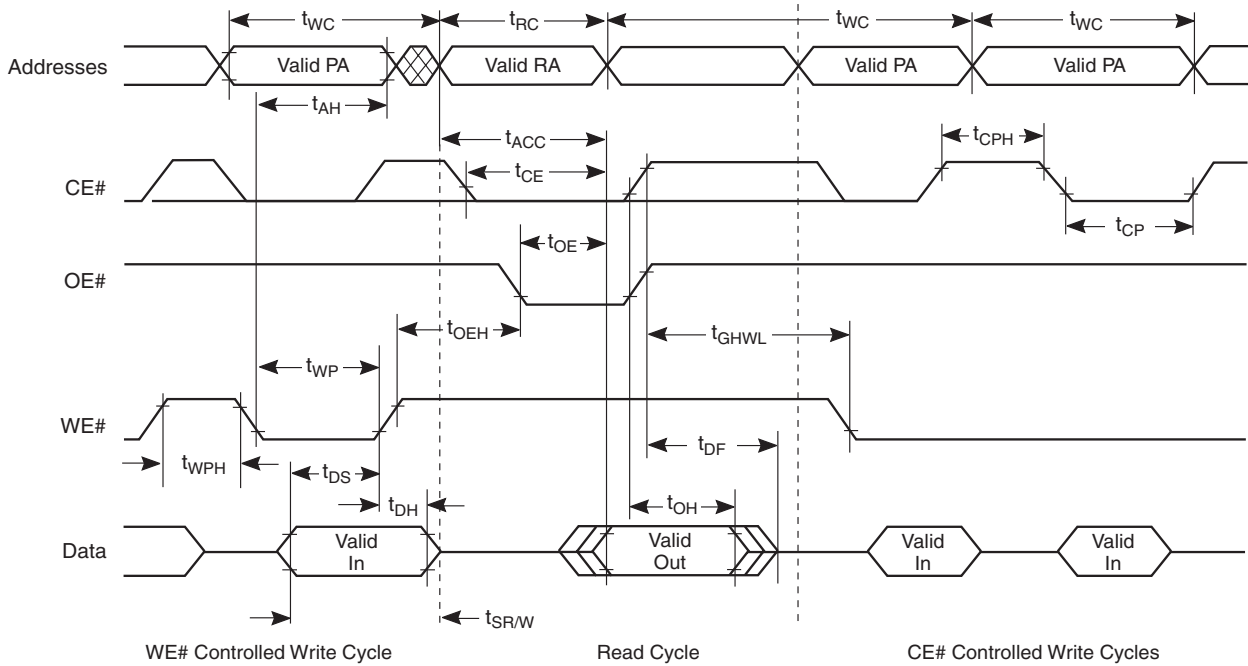 tWC tRC tWC tWC
Addresses Valid PA Valid RA Valid PA Valid PA
tAH
tACC tCPH
CE# tCE
tOE tCP
OE#
tOEH tGHWL
tWP
WE#
tWPH tDS tDF
tDH tOH
Data Valid In Valid Out Valid In Valid In
tSR/W
WE# Controlled Write Cycle Read Cycle CE# Controlled Write Cycles